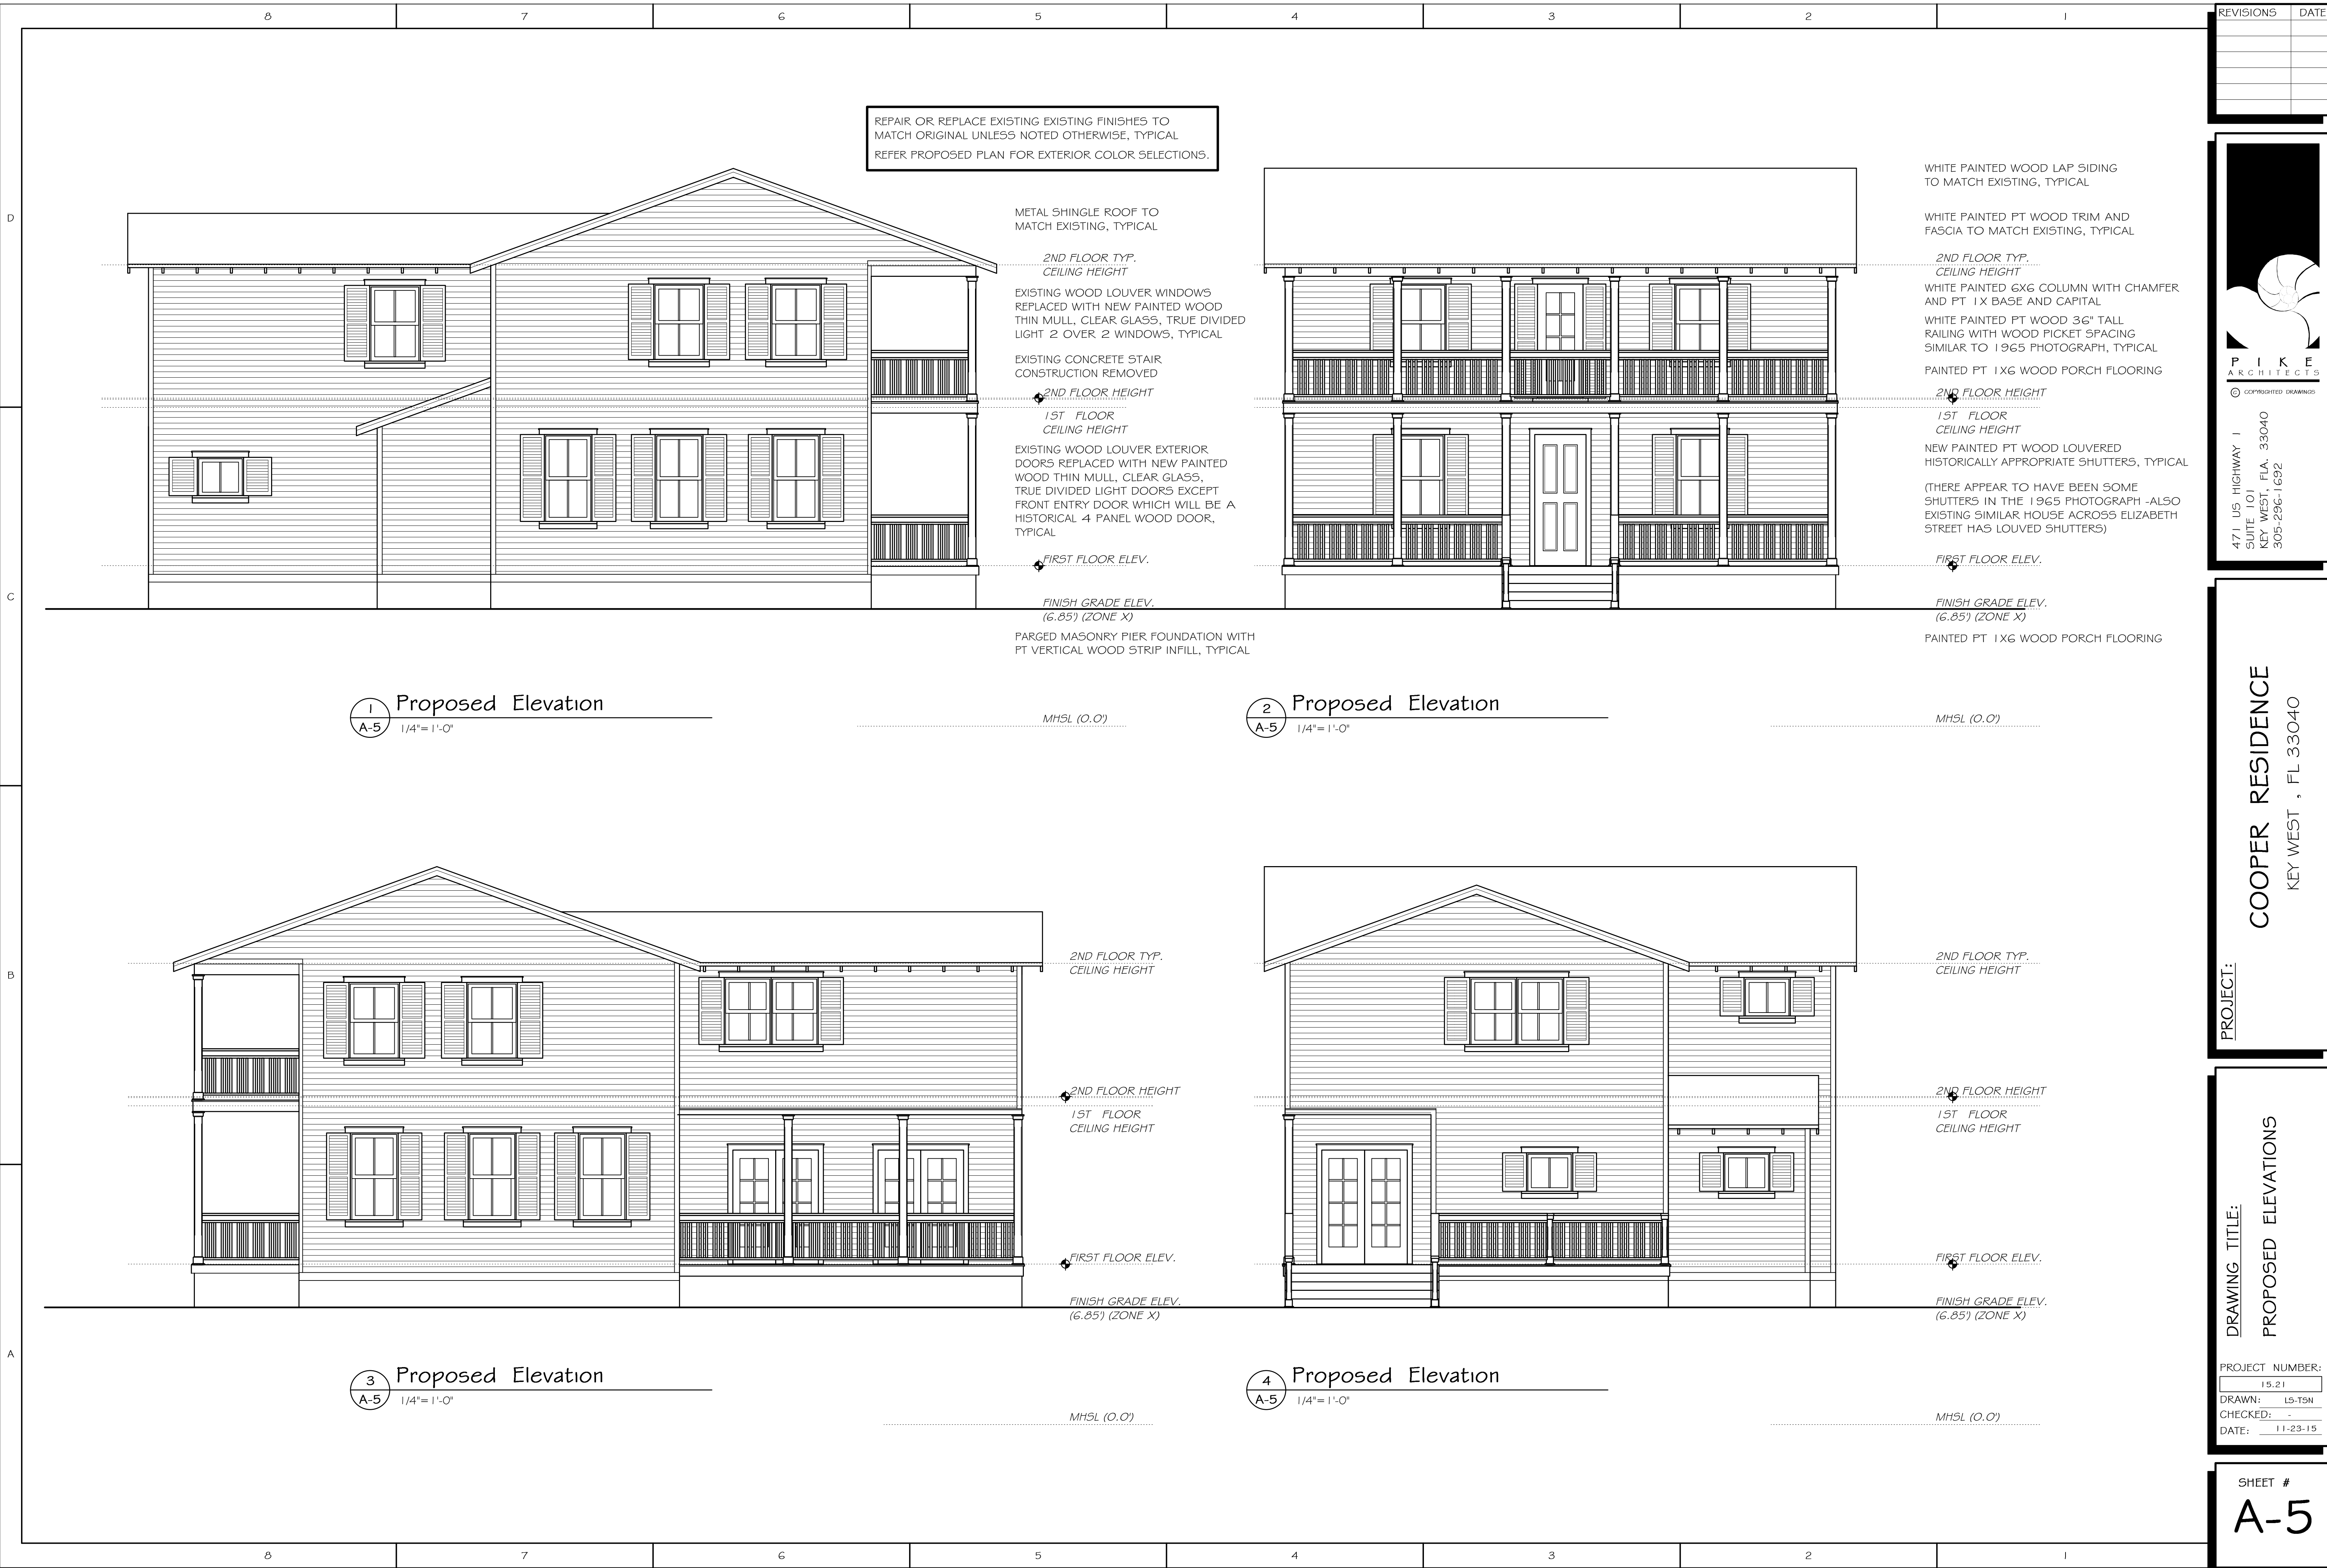 8 7 6 5 4 3 2 1
REPAIR OR REPLACE EXISTING EXISTING FINISHES TO
MATCH ORIGINAL UNLESS NOTED OTHERWISE, TYPICAL
REFER PROPOSED PLAN FOR EXTERIOR COLOR SELECTIONS.
D
C
B
A
METAL SHINGLE ROOF TO
MATCH EXISTING, TYPICAL
2ND FLOOR TYP.
CEILING HEIGHT
EXISTING WOOD LOUVER WINDOWS
REPLACED WITH NEW PAINTED WOOD
THIN MULL, CLEAR GLASS, TRUE DIVIDED
LIGHT 2 OVER 2 WINDOWS, TYPICAL
EXISTING CONCRETE STAIR
CONSTRUCTION REMOVED
2ND FLOOR HEIGHT
1ST FLOOR
CEILING HEIGHT
EXISTING WOOD LOUVER EXTERIOR
DOORS REPLACED WITH NEW PAINTED
WOOD THIN MULL, CLEAR GLASS,
TRUE DIVIDED LIGHT DOORS EXCEPT
FRONT ENTRY DOOR WHICH WILL BE A
HISTORICAL 4 PANEL WOOD DOOR,
TYPICAL
FIRST FLOOR ELEV.
FINISH GRADE ELEV.
(6.85') (ZONE X)
PARGED MASONRY PIER FOUNDATION WITH
PT VERTICAL WOOD STRIP INFILL, TYPICAL
1
A-5
Proposed Elevation
1/4"=1'-0"
MHSL (0.0')
WHITE PAINTED WOOD LAP SIDING
TO MATCH EXISTING, TYPICAL
WHITE PAINTED PT WOOD TRIM AND
FASCIA TO MATCH EXISTING, TYPICAL
2ND FLOOR TYP.
CEILING HEIGHT
WHITE PAINTED 6X6 COLUMN WITH CHAMFER
AND PT 1X BASE AND CAPITAL
WHITE PAINTED PT WOOD 36" TALL
RAILING WITH WOOD PICKET SPACING
SIMILAR TO 1965 PHOTOGRAPH, TYPICAL
PAINTED PT 1X6 WOOD PORCH FLOORING
2ND FLOOR HEIGHT
1ST FLOOR
CEILING HEIGHT
NEW PAINTED PT WOOD LOUVERED
HISTORICALLY APPROPRIATE SHUTTERS, TYPICAL
(THERE APPEAR TO HAVE BEEN SOME
SHUTTERS IN THE 1965 PHOTOGRAPH -ALSO
EXISTING SIMILAR HOUSE ACROSS ELIZABETH
STREET HAS LOUVED SHUTTERS)
FIRST FLOOR ELEV.
FINISH GRADE ELEV.
(6.85') (ZONE X)
PAINTED PT 1X6 WOOD PORCH FLOORING
2
A-5
Proposed Elevation
1/4"=1'-0"
MHSL (0.0')
2ND FLOOR TYP.
CEILING HEIGHT
2ND FLOOR HEIGHT
1ST FLOOR
CEILING HEIGHT
FIRST FLOOR ELEV.
FINISH GRADE ELEV.
(6.85') (ZONE X)
3
A-5
Proposed Elevation
1/4"=1'-0"
MHSL (0.0')
2ND FLOOR TYP.
CEILING HEIGHT
2ND FLOOR HEIGHT
1ST FLOOR
CEILING HEIGHT
FIRST FLOOR ELEV.
FINISH GRADE ELEV.
(6.85') (ZONE X)
4
A-5
Proposed Elevation
1/4"=1'-0"
MHSL (0.0')
8 7 6 5 4 3 2 1
REVISIONS DATE
PIKE
ARCHITECTS
© COPYRIGHTED DRAWINGS
471 US HIGHWAY 1
SUITE 101
KEY WEST, FLA. 33040
305-296-1692
PROJECT:
COOPER RESIDENCE
KEY WEST , FL 33040
DRAWING TITLE:
PROPOSED ELEVATIONS
PROJECT NUMBER:
15.21
DRAWN: LS-TSN
CHECKED: -
DATE: 11-23-15
SHEET #
A-5